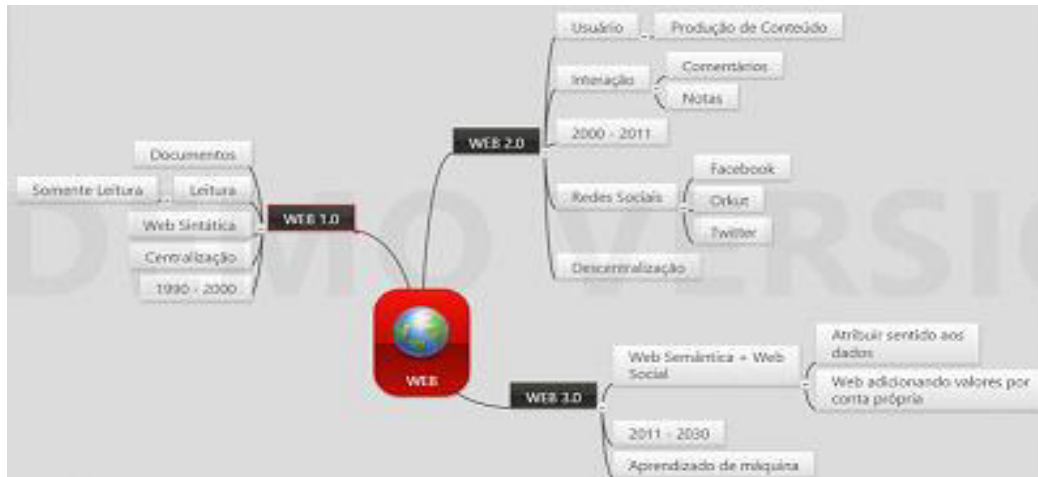 Usuário
Produção de Conteúdo
Interação
Comentários
Notas
WEB 2.0
2000 - 2011
Redes Sociais
Facebook
Orkut
Twitter
Descentralização
Documentos
Somente Leitura
Leitura
WEB 1.0
Web Sintática
Centralização
1990 - 2000
DEMO VERSIO
WEB
WEB 3.0
Web Semântica + Web
Social
Atribuir sentido aos
dados
Web adicionando valores por
conta própria
2011 - 2030
Aprendizado de máquina